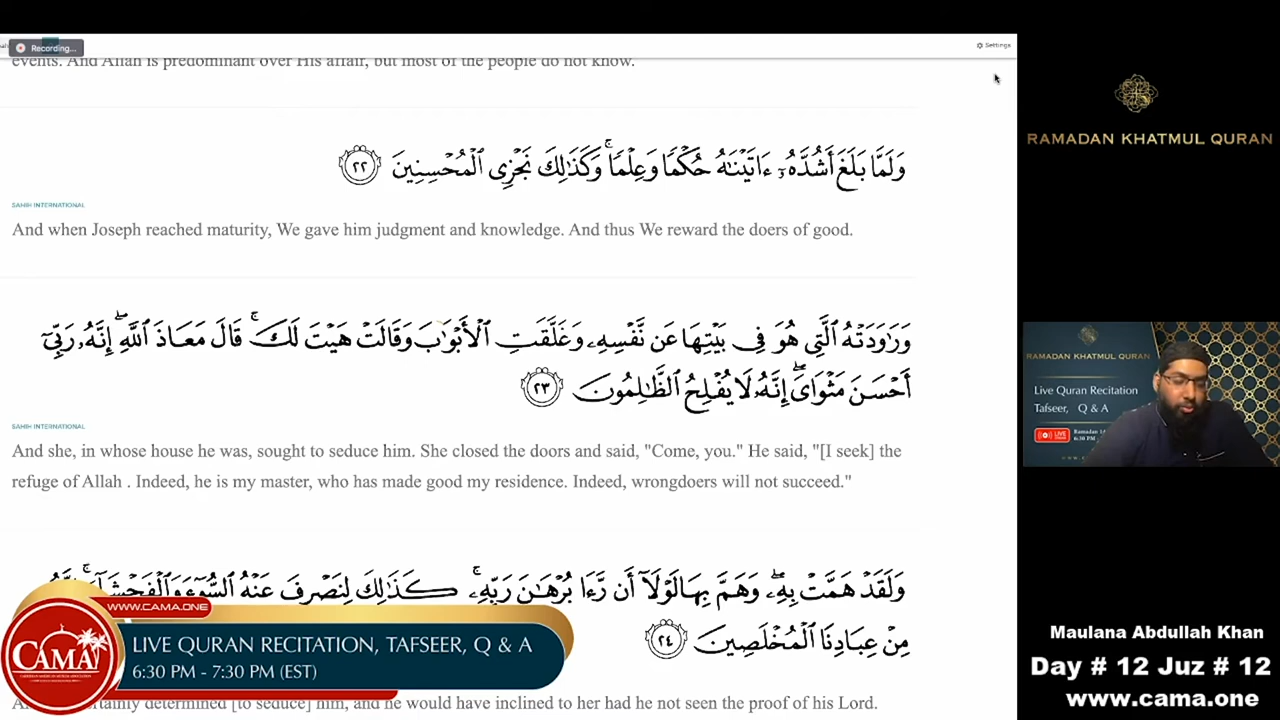 Recording...
Settings
events. And Allah is predominant over His affair, but most of the people do not know.
وَلَمَّا بَلَغَ أَشُدَّهُۥٓ ءَاتَيْنَـٰهُ حُكْمًا وَعِلْمًا ۚ وَكَذَٰلِكَ نَجْزِى ٱلْمُحْسِنِينَ ٢٢
SAHIH INTERNATIONAL
And when Joseph reached maturity, We gave him judgment and knowledge. And thus We reward the doers of good.
وَرَٰوَدَتْهُ ٱلَّتِى هُوَ فِى بَيْتِهَا عَن نَّفْسِهِۦ وَغَلَّقَتِ ٱلْأَبْوَٰبَ وَقَالَتْ هَيْتَ لَكَ ۚ قَالَ مَعَاذَ ٱللَّهِ ۖ إِنَّهُۥ رَبِّىٓ
أَحْسَنَ مَثْوَاىَ ۖ إِنَّهُۥ لَا يُفْلِحُ ٱلظَّـٰلِمُونَ ٢٣
SAHIH INTERNATIONAL
And she, in whose house he was, sought to seduce him. She closed the doors and said, "Come, you." He said, "[I seek] the
refuge of Allah . Indeed, he is my master, who has made good my residence. Indeed, wrongdoers will not succeed."
وَلَقَدْ هَمَّتْ بِهِۦ ۖ وَهَمَّ بِهَا لَوْلَآ أَن رَّءَا بُرْهَـٰنَ رَبِّهِۦ ۚ كَذَٰلِكَ لِنَصْرِفَ عَنْهُ ٱلسُّوٓءَ وَٱلْفَحْشَآءَ ۚ
مِنْ عِبَادِنَا ٱلْمُخْلَصِينَ ٢٤
him, and he would have inclined to her had he not seen the proof of his Lord.
WWW.CAMA.ONE
CAMA
LIVE QURAN RECITATION, TAFSEER, Q & A
6:30 PM - 7:30 PM (EST)
RAMADAN KHATMUL QURAN
RAMADAN KHATMUL QURAN
Live Quran Recitation
Tafseer, Q & A
LIVE
Maulana Abdullah Khan
Day # 12 Juz # 12
www.cama.one